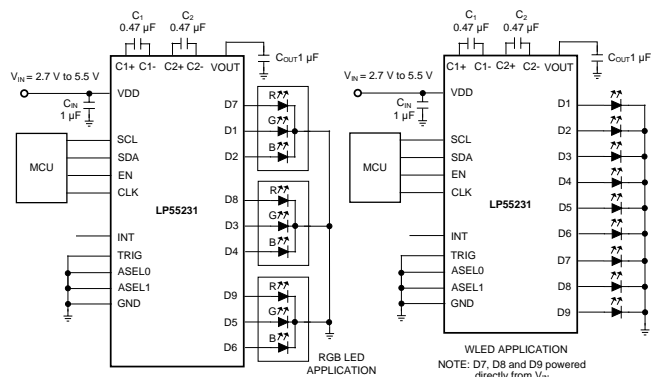 C1
0.47 µF
C2
0.47 µF
COUT 1 µF
C1+ C1- C2+ C2- VOUT
VIN = 2.7 V to 5.5 V
CIN
1 µF
VDD
MCU
SCL
SDA
EN
CLK
LP55231
INT
TRIG
ASEL0
ASEL1
GND
D7
D1
D2
D8
D3
D4
D9
D5
D6
R
G
B
R
G
B
R
G
B
RGB LED
APPLICATION
C1
0.47 µF
C2
0.47 µF
COUT 1 µF
C1+ C1- C2+ C2- VOUT
VIN = 2.7 V to 5.5 V
CIN
1 µF
VDD
MCU
SCL
SDA
EN
CLK
LP55231
INT
TRIG
ASEL0
ASEL1
GND
D1
D2
D3
D4
D5
D6
D7
D8
D9
WLED APPLICATION
NOTE: D7, D8 and D9 powered
directly from VIN